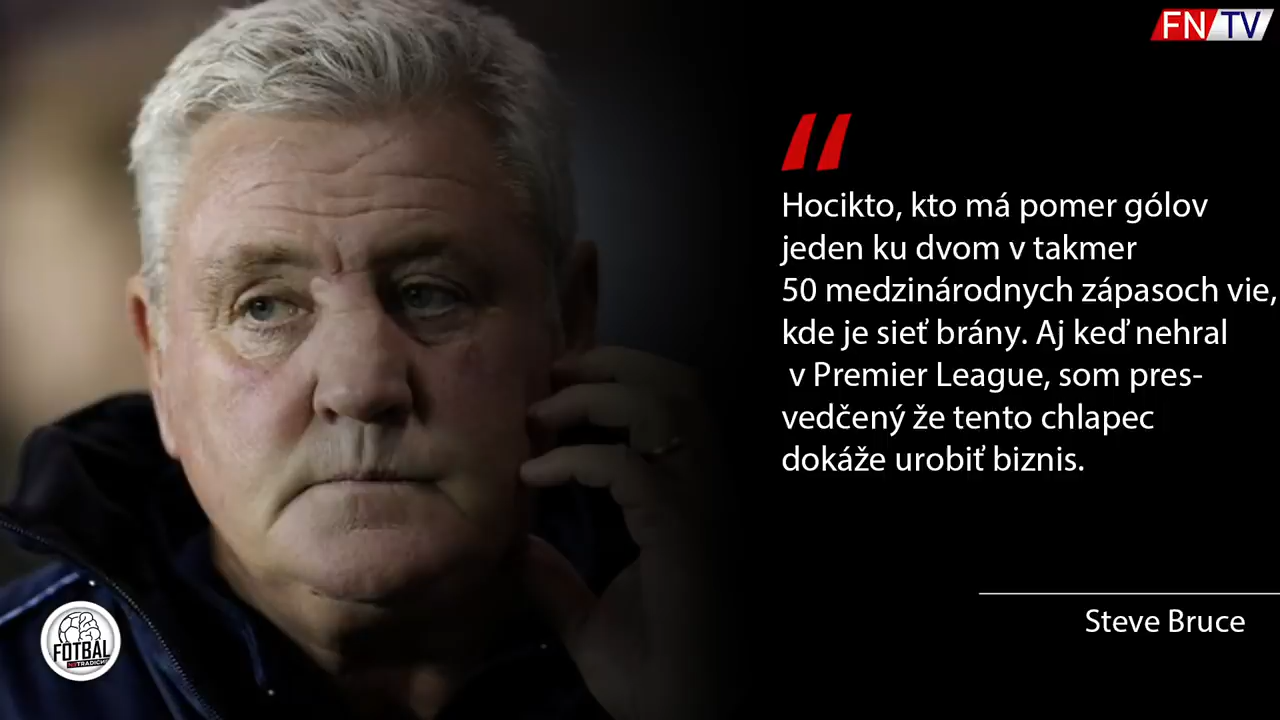 FN/TV
Hocikto, kto má pomer gólov
jeden ku dvom v takmer
50 medzinárodnych zápasoch vie,
kde je sieť brány. Aj keď nehral
v Premier League, som pres-
vedčený že tento chlapec
dokáže urobiť biznis.
Steve Bruce
FOTBAL